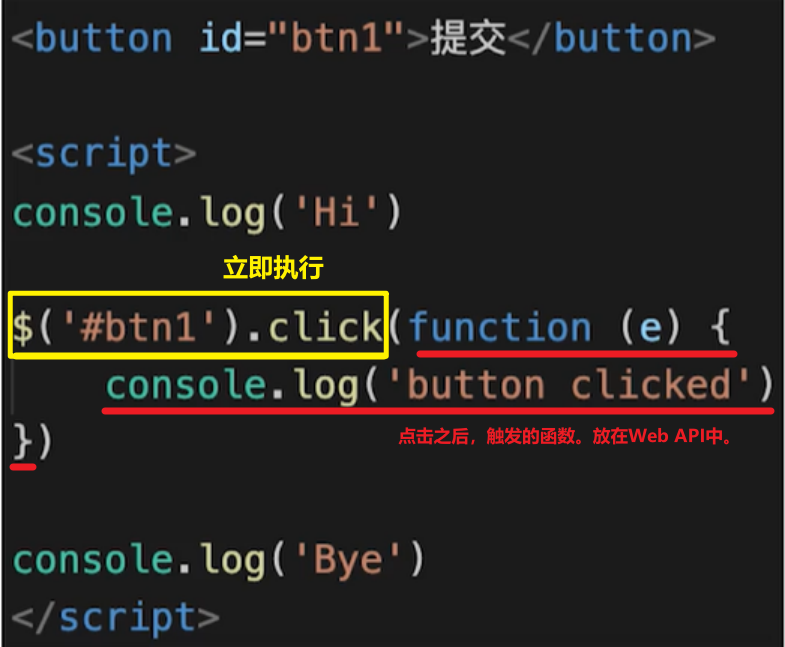 <button id="btn1">提交</button>
<script>
console.log('Hi')
立即执行
$('#btn1').click(function (e) {
console.log('button clicked')
点击之后，触发的函数。放在Web API中。
})
console.log('Bye')
</script>